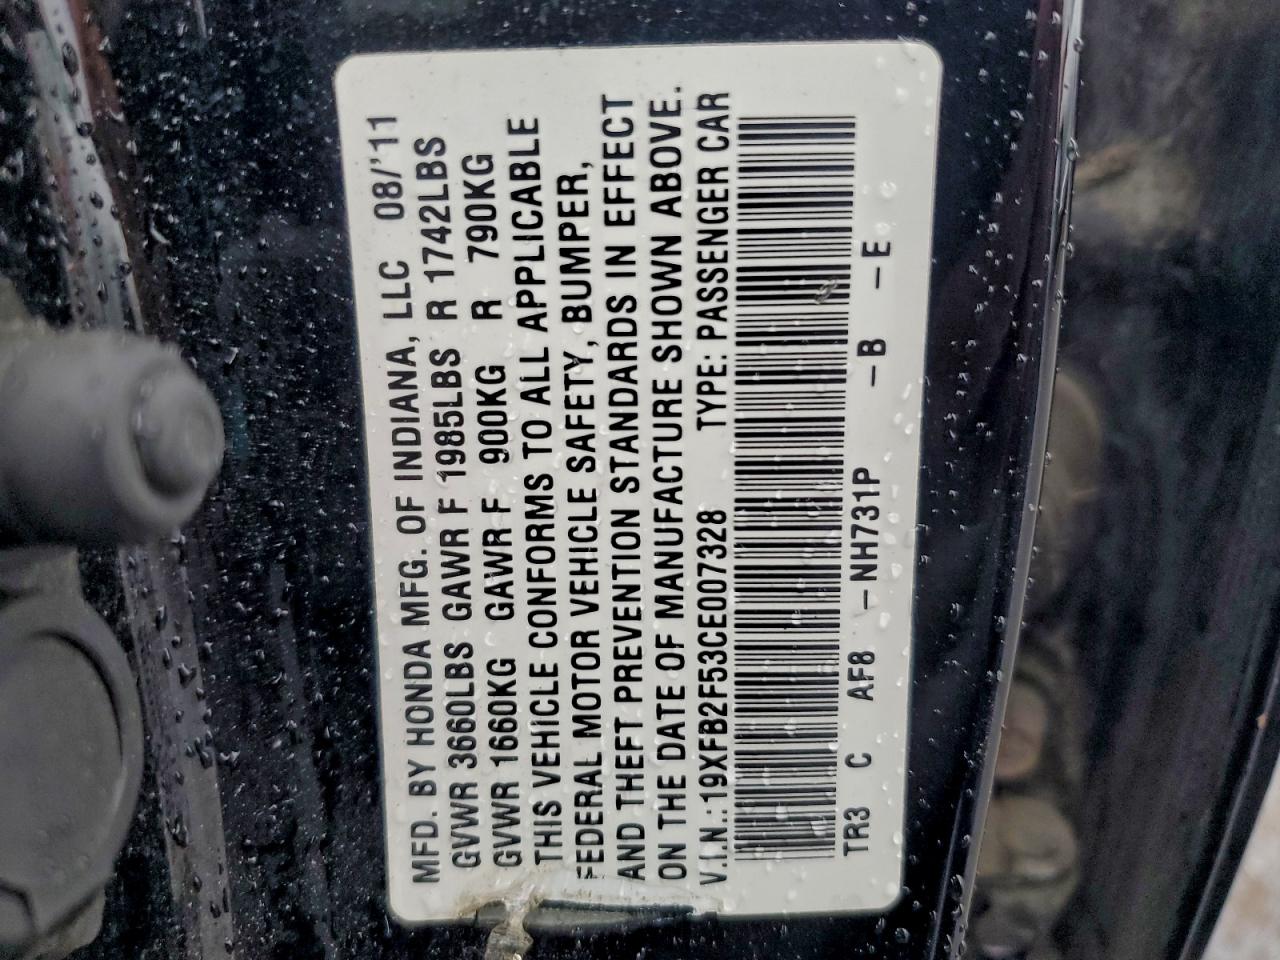 MFD. BY HONDA MFG. OF INDIANA, LLC 08/'11
GVWR 3660LBS GAWR F 1985LBS R 1742LBS
GVWR 1660KG GAWR F 900KG R 790KG
THIS VEHICLE CONFORMS TO ALL APPLICABLE
FEDERAL MOTOR VEHICLE SAFETY, BUMPER,
AND THEFT PREVENTION STANDARDS IN EFFECT
ON THE DATE OF MANUFACTURE SHOWN ABOVE.
V.I.N.:19XFB2F53CE007328 TYPE: PASSENGER CAR
TR3 C AF8 -NH731P -B -E